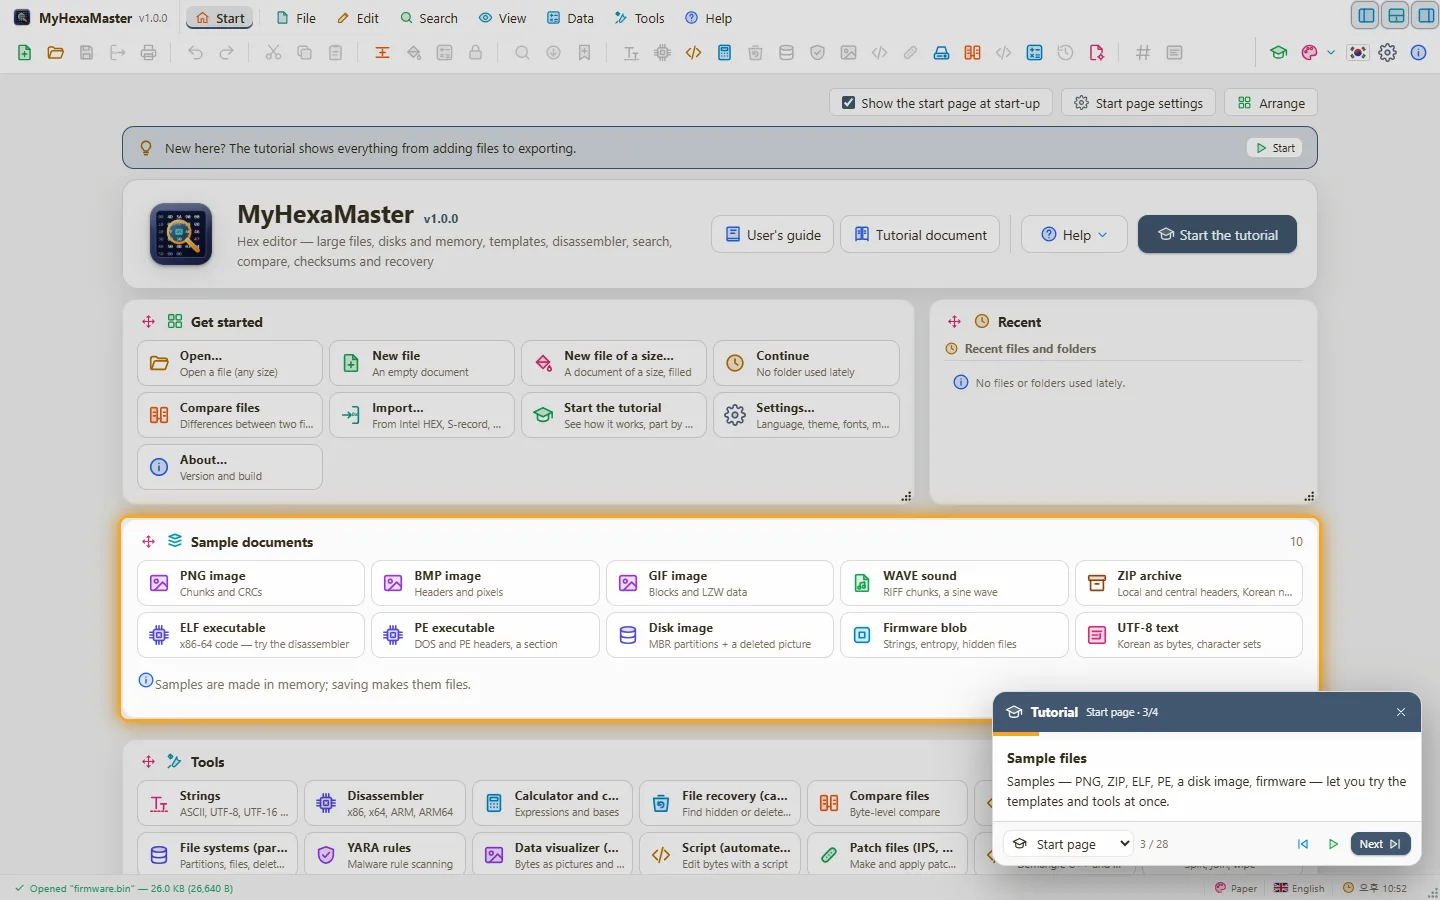 MyHexaMaster v1.0.0
Start File Edit Search View Data Tools Help
Show the start page at start-up
Start page settings
Arrange
New here? The tutorial shows everything from adding files to exporting.
Start
MyHexaMaster v1.0.0
Hex editor — large files, disks and memory, templates, disassembler, search,
compare, checksums and recovery
User's guide
Tutorial document
Help
Start the tutorial
Get started
Open...
Open a file (any size)
New file
An empty document
New file of a size...
A document of a size, filled
Continue
No folder used lately
Compare files
Differences between two fi...
Import...
From Intel HEX, S-record, ...
Start the tutorial
See how it works, part by ...
Settings...
Language, theme, fonts, m...
About...
Version and build
Recent
Recent files and folders
No files or folders used lately.
Sample documents
10
PNG image
Chunks and CRCs
BMP image
Headers and pixels
GIF image
Blocks and LZW data
WAVE sound
RIFF chunks, a sine wave
ZIP archive
Local and central headers, Korean n...
ELF executable
x86-64 code — try the disassembler
PE executable
DOS and PE headers, a section
Disk image
MBR partitions + a deleted picture
Firmware blob
Strings, entropy, hidden files
UTF-8 text
Korean as bytes, character sets
Samples are made in memory; saving makes them files.
Tools
Strings
ASCII, UTF-8, UTF-16 ...
Disassembler
x86, x64, ARM, ARM64
Calculator and c...
Expressions and bases
File recovery (ca...
Find hidden or delete...
Compare files
Byte-level compare
File systems (par...
Partitions, files, delet...
YARA rules
Malware rule scanning
Data visualizer (...
Bytes as pictures and ...
Script (automate...
Edit bytes with a script
Patch files (IPS, ...
Make and apply patc...
Tutorial Start page · 3/4
Sample files
Samples — PNG, ZIP, ELF, PE, a disk image, firmware — let you try the
templates and tools at once.
Start page
3 / 28
Next
Opened "firmware.bin" — 26.0 KB (26,640 B)
Paper
English
오후 10:52